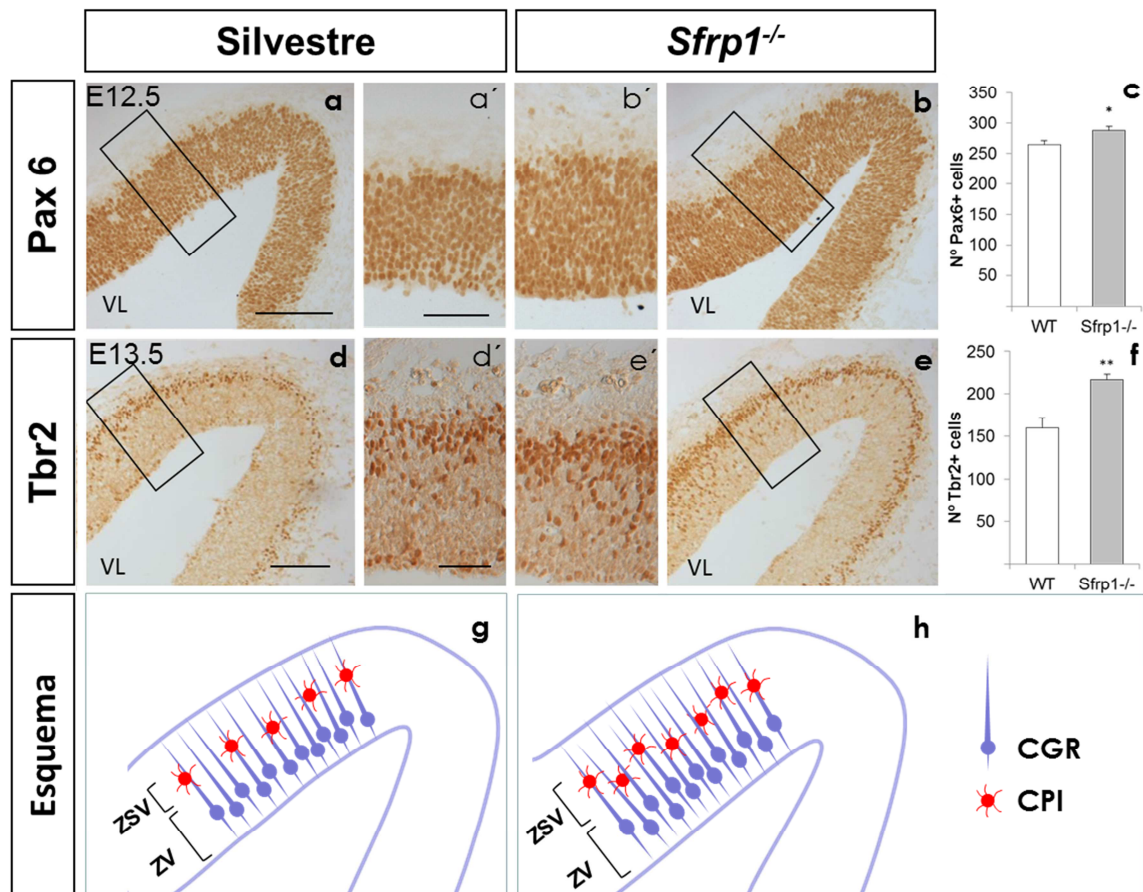 Silvestre
Sfrp1-/-
Pax 6
E12.5
a
a´
b´
b
VL
VL
c
Nº Pax6+ cells
350
300
250
200
150
100
50
*
WT
Sfrp1-/-
Tbr2
E13.5
d
d´
e´
e
VL
VL
f
Nº Tbr2+ cells
250
200
150
100
50
**
WT
Sfrp1-/-
Esquema
g
ZSV
ZV
h
ZSV
ZV
CGR
CPI